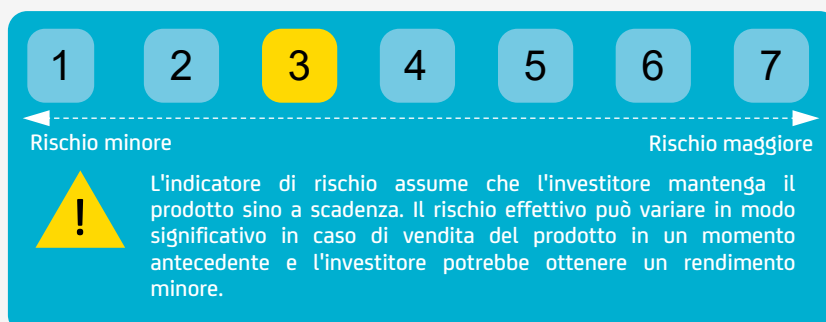 1 2 3 4 5 6 7
Rischio minore Rischio maggiore
!
L'indicatore di rischio assume che l'investitore mantenga il
prodotto sino a scadenza. Il rischio effettivo può variare in modo
significativo in caso di vendita del prodotto in un momento
antecedente e l'investitore potrebbe ottenere un rendimento
minore.